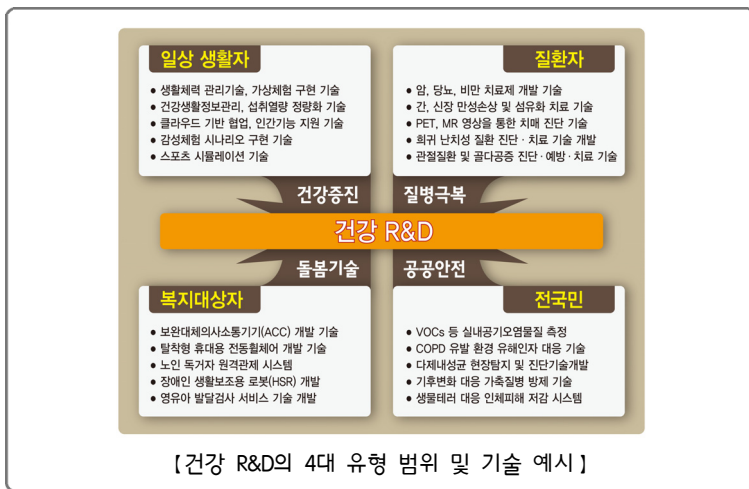 일상 생활자
• 생활체력 관리기술, 가상체험 구현 기술
• 건강생활정보관리, 섭취열량 정량화 기술
• 클라우드 기반 협업, 인간기능 지원 기술
• 감성체험 시나리오 구현 기술
• 스포츠 시뮬레이션 기술
건강증진
질환자
• 암, 당뇨, 비만 치료제 개발 기술
• 간, 신장 만성손상 및 섬유화 치료 기술
• PET, MR 영상을 통한 치매 진단 기술
• 희귀 난치성 질환 진단·치료 기술 개발
• 관절질환 및 골다공증 진단·예방·치료 기술
질병극복
건강 R&D
돌봄기술
복지대상자
• 보완대체의사소통기기(ACC) 개발 기술
• 탈착형 휴대용 전동휠체어 개발 기술
• 노인 독거자 원격관제 시스템
• 장애인 생활보조용 로봇(HSR) 개발
• 영유아 발달검사 서비스 기술 개발
공공안전
전국민
• VOCs 등 실내공기오염물질 측정
• COPD 유발 환경 유해인자 대응 기술
• 다제내성균 현장탐지 및 진단기술개발
• 기후변화 대응 가축질병 방제 기술
• 생물테러 대응 인체피해 저감 시스템
【건강 R&D의 4대 유형 범위 및 기술 예시】